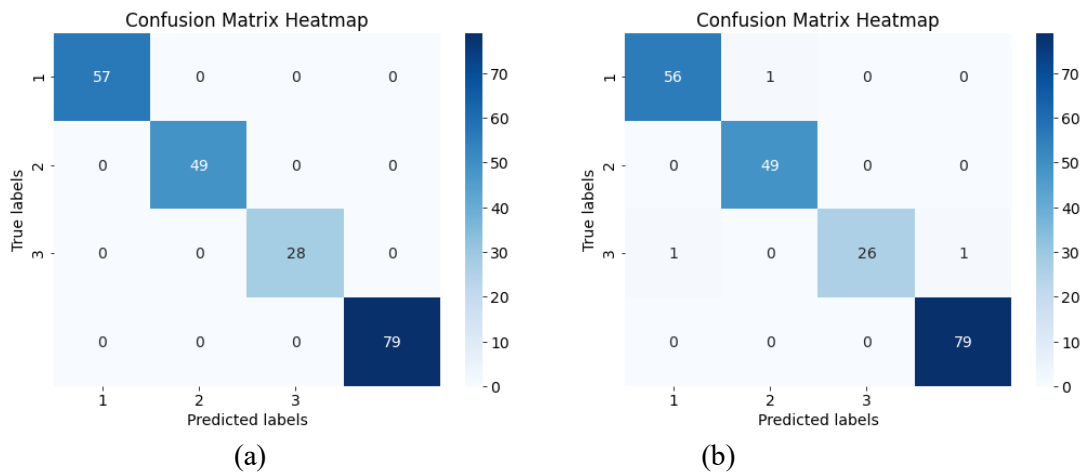 Confusion Matrix Heatmap
1 57 0 0 0
2 0 49 0 0
3 0 0 28 0
0 0 0 79
1 2 3
Predicted labels
True labels
70
60
50
40
30
20
10
0
(a)
Confusion Matrix Heatmap
1 56 1 0 0
2 0 49 0 0
3 1 0 26 1
0 0 0 79
1 2 3
Predicted labels
True labels
70
60
50
40
30
20
10
0
(b)